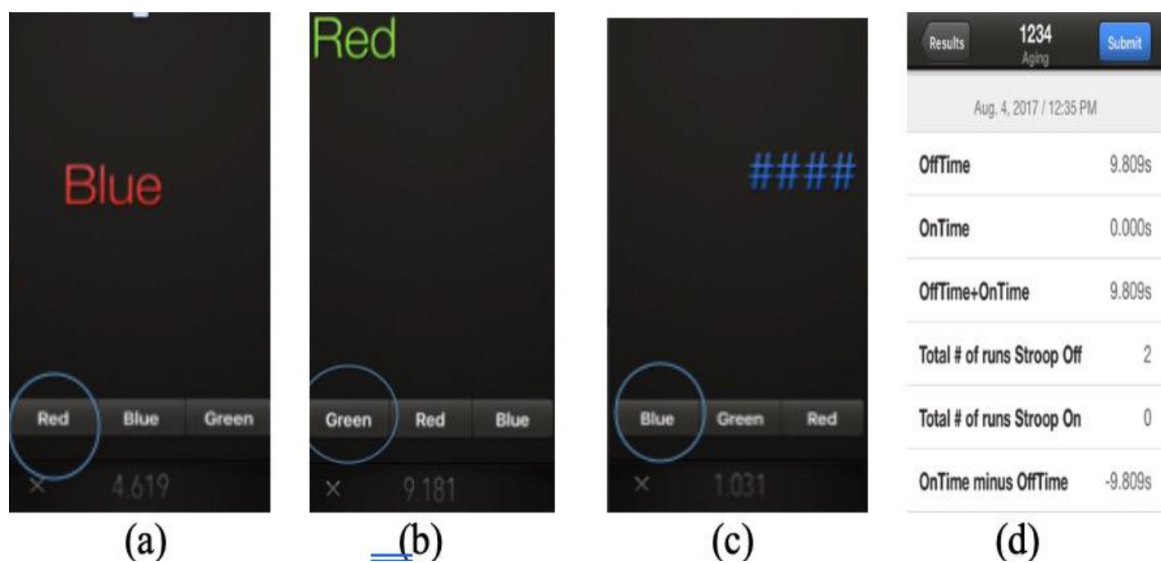 Blue
Red Blue Green
× 4.619
(a)
Red
Green Red Blue
× 9.181
(b)
####
Blue Green Red
× 1.031
(c)
Results 1234 Submit
Aging
Aug. 4, 2017 / 12:35 PM
OffTime 9.809s
OnTime 0.000s
OffTime+OnTime 9.809s
Total # of runs Stroop Off 2
Total # of runs Stroop On 0
OnTime minus OffTime -9.809s
(d)